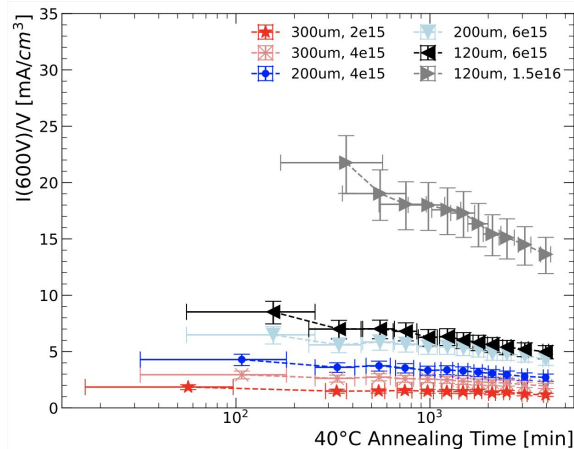 35
30
25
20
15
10
5
0
I(600V)/V [mA/cm³]
300um, 2e15
300um, 4e15
200um, 4e15
200um, 6e15
120um, 6e15
120um, 1.5e16
10²
10³
40°C Annealing Time [min]